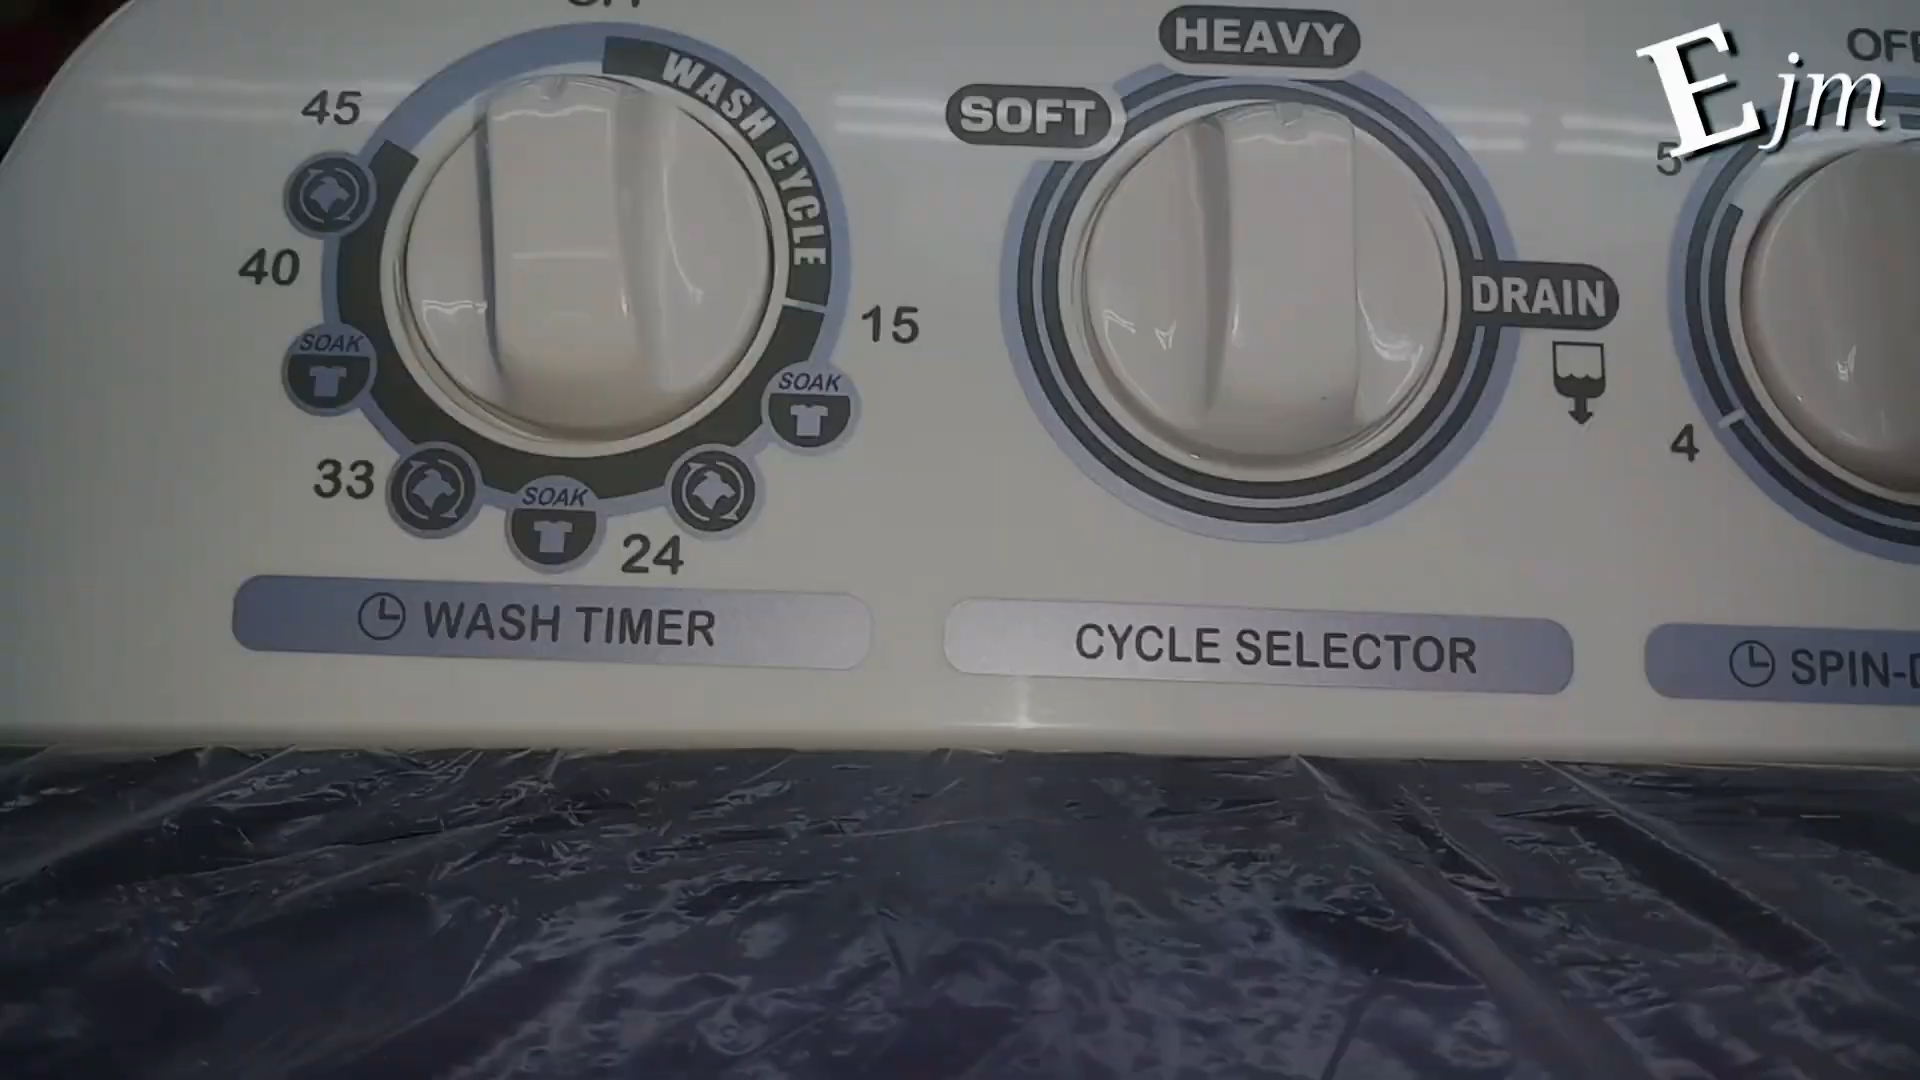 HEAVY
Ejm
WASH CYCLE
45
SOFT
5
40
DRAIN
15
SOAK
SOAK
4
33
SOAK
24
WASH TIMER
CYCLE SELECTOR